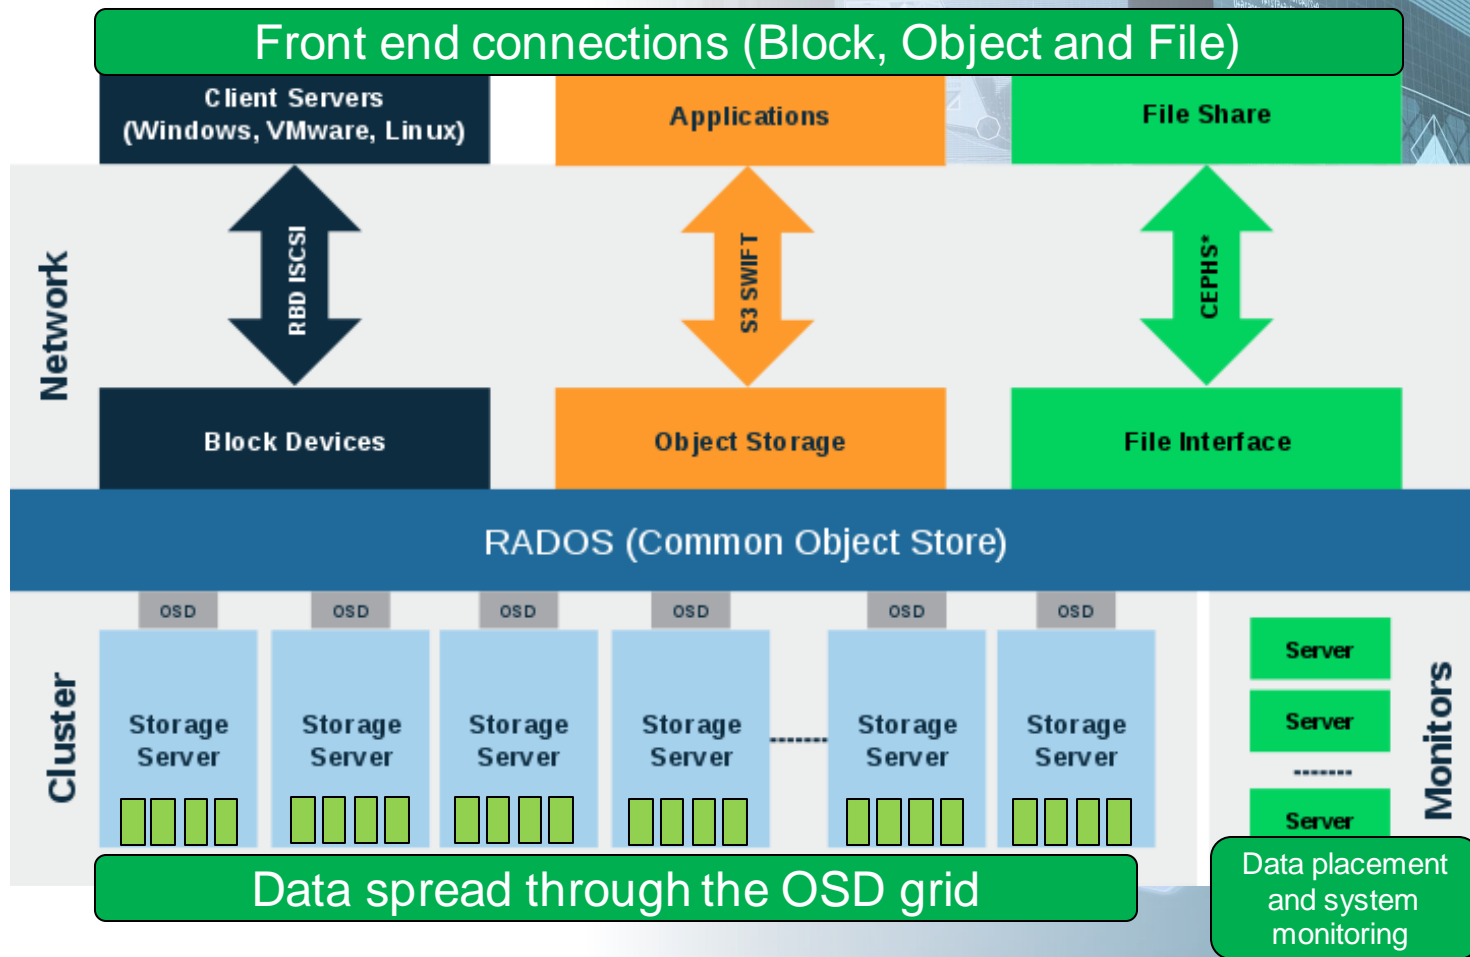 Front end connections (Block, Object and File)
Client Servers
(Windows, VMware, Linux)
Applications
File Share
Network
RBD ISCSI
S3 SWIFT
CEPHS*
Block Devices
Object Storage
File Interface
RADOS (Common Object Store)
Cluster
OSD
OSD
OSD
OSD
OSD
OSD
Storage
Server
Storage
Server
Storage
Server
Storage
Server
Storage
Server
Storage
Server
Server
Server
Server
Monitors
Data spread through the OSD grid
Data placement
and system
monitoring